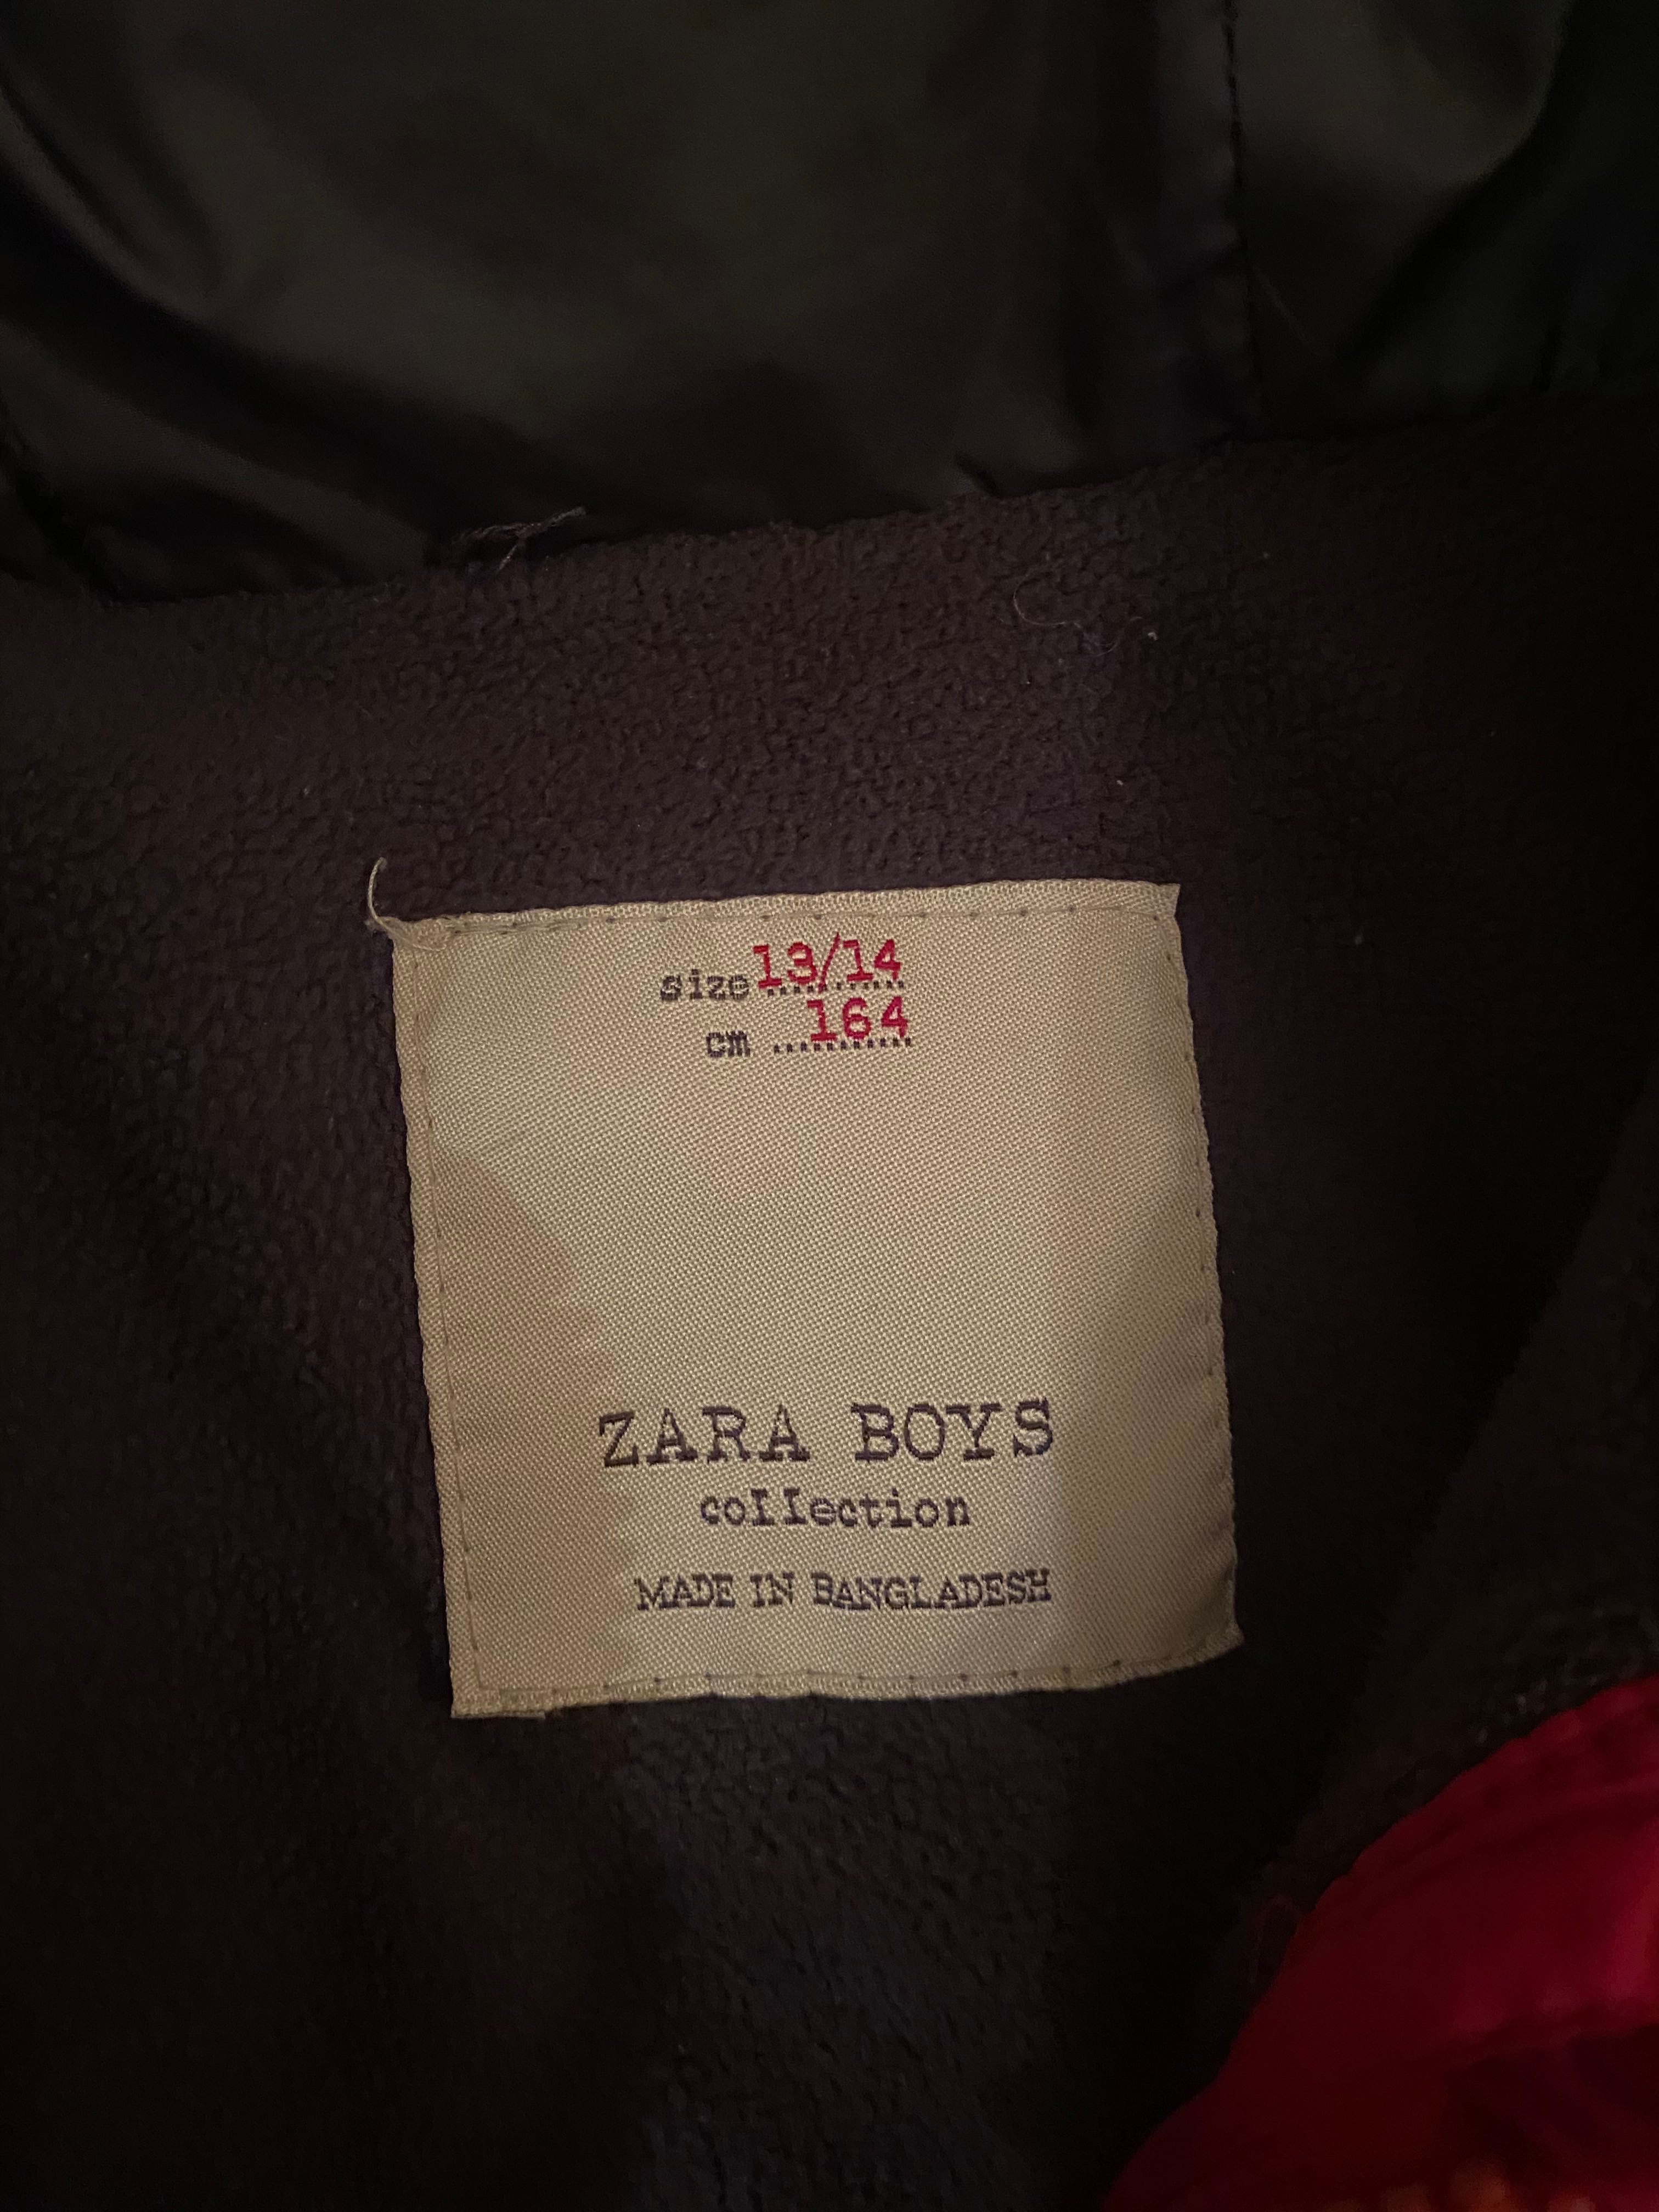 size 13/14
cm 164
ZARA BOYS
collection
MADE IN BANGLADESH